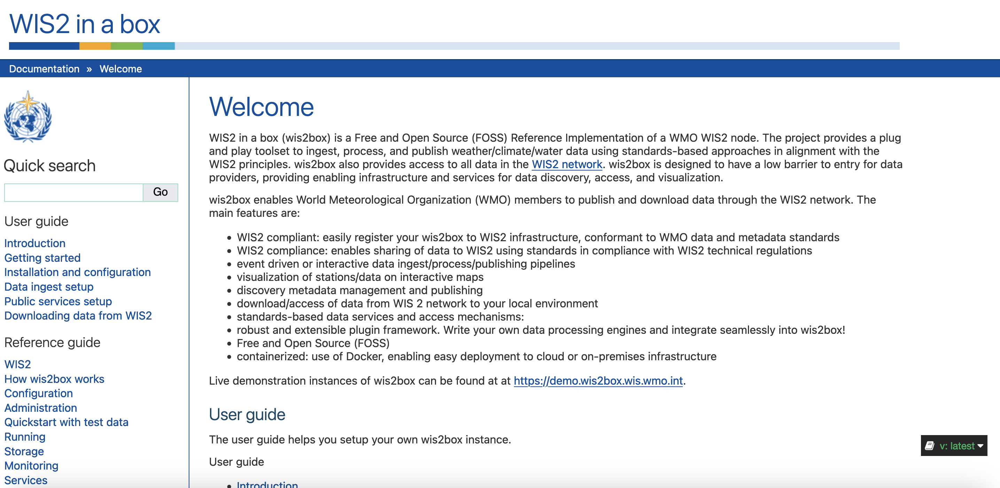 WIS2 in a box
Documentation » Welcome
Quick search
Go
User guide
Introduction
Getting started
Installation and configuration
Data ingest setup
Public services setup
Downloading data from WIS2
Reference guide
WIS2
How wis2box works
Configuration
Administration
Quickstart with test data
Running
Storage
Monitoring
Services
Welcome
WIS2 in a box (wis2box) is a Free and Open Source (FOSS) Reference Implementation of a WMO WIS2 node. The project provides a plug
and play toolset to ingest, process, and publish weather/climate/water data using standards-based approaches in alignment with the
WIS2 principles. wis2box also provides access to all data in the WIS2 network. wis2box is designed to have a low barrier to entry for data
providers, providing enabling infrastructure and services for data discovery, access, and visualization.
wis2box enables World Meteorological Organization (WMO) members to publish and download data through the WIS2 network. The
main features are:
• WIS2 compliant: easily register your wis2box to WIS2 infrastructure, conformant to WMO data and metadata standards
• WIS2 compliance: enables sharing of data to WIS2 using standards in compliance with WIS2 technical regulations
• event driven or interactive data ingest/process/publishing pipelines
• visualization of stations/data on interactive maps
• discovery metadata management and publishing
• download/access of data from WIS 2 network to your local environment
• standards-based data services and access mechanisms:
• robust and extensible plugin framework. Write your own data processing engines and integrate seamlessly into wis2box!
• Free and Open Source (FOSS)
• containerized: use of Docker, enabling easy deployment to cloud or on-premises infrastructure
Live demonstration instances of wis2box can be found at at https://demo.wis2box.wis.wmo.int.
User guide
The user guide helps you setup your own wis2box instance.
User guide
• Introduction
v: latest